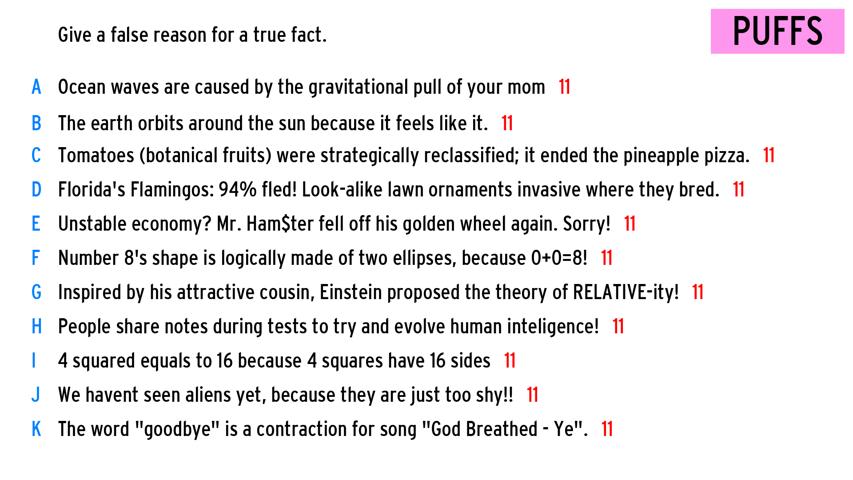 PUFFS
Give a false reason for a true fact.
A Ocean waves are caused by the gravitational pull of your mom 11
B The earth orbits around the sun because it feels like it. 11
C Tomatoes (botanical fruits) were strategically reclassified; it ended the pineapple pizza. 11
D Florida's Flamingos: 94% fled! Look-alike lawn ornaments invasive where they bred. 11
E Unstable economy? Mr. Ham$ter fell off his golden wheel again. Sorry! 11
F Number 8's shape is logically made of two ellipses, because 0+0=8! 11
G Inspired by his attractive cousin, Einstein proposed the theory of RELATIVE-ity! 11
H People share notes during tests to try and evolve human inteligence! 11
I 4 squared equals to 16 because 4 squares have 16 sides 11
J We havent seen aliens yet, because they are just too shy!! 11
K The word "goodbye" is a contraction for song "God Breathed - Ye". 11